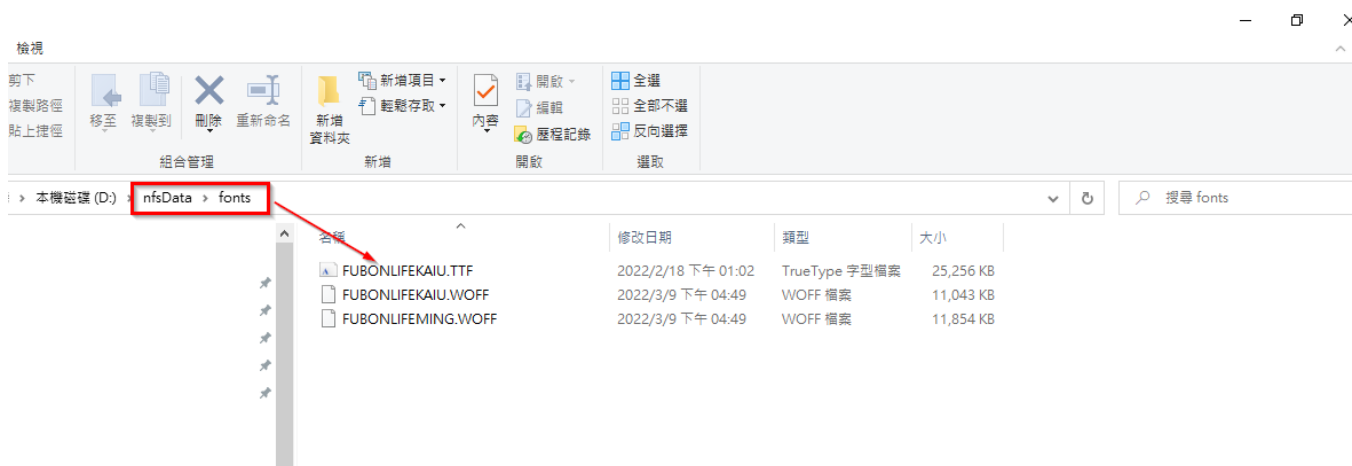 檢視
剪下
複製路徑
貼上捷徑
移至
複製到
刪除
重新命名
組合管理
新增
資料夾
新增項目
輕鬆存取
新增
內容
開啟
編輯
歷程記錄
開啟
全選
全部不選
反向選擇
選取
本機磁碟 (D:) › nfsData › fonts
搜尋 fonts
名稱 修改日期 類型 大小
FUBONLIFEKAIU.TTF 2022/2/18 下午 01:02 TrueType 字型檔案 25,256 KB
FUBONLIFEKAIU.WOFF 2022/3/9 下午 04:49 WOFF 檔案 11,043 KB
FUBONLIFEMING.WOFF 2022/3/9 下午 04:49 WOFF 檔案 11,854 KB